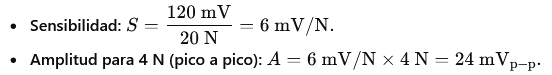 • Sensibilidad: S = 120 mV / 20 N = 6 mV/N.
• Amplitud para 4 N (pico a pico): A = 6 mV/N × 4 N = 24 mVp−p.